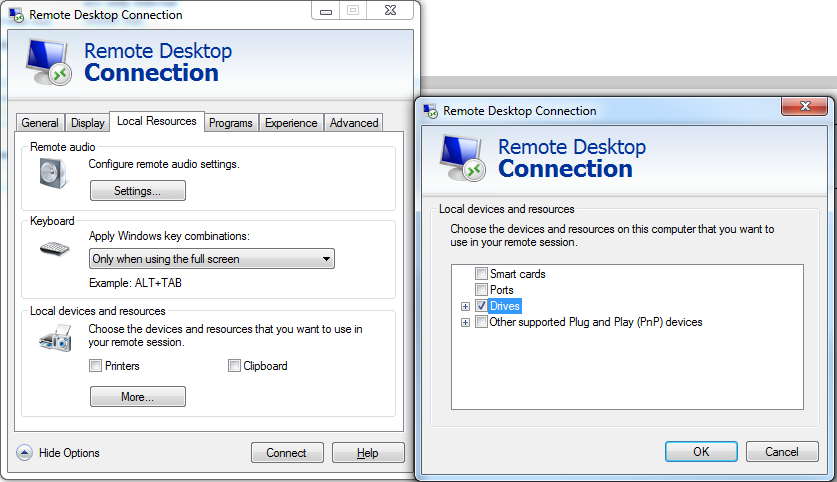 Remote Desktop Connection
Remote Desktop
Connection
General Display Local Resources Programs Experience Advanced
Remote audio
Configure remote audio settings.
Settings...
Keyboard
Apply Windows key combinations:
Only when using the full screen
Example: ALT+TAB
Local devices and resources
Choose the devices and resources that you want to use in
your remote session.
Printers Clipboard
More...
Hide Options Connect Help
Remote Desktop Connection
Remote Desktop
Connection
Local devices and resources
Choose the devices and resources on this computer that you want to
use in your remote session.
Smart cards
Ports
Drives
Other supported Plug and Play (PnP) devices
OK Cancel